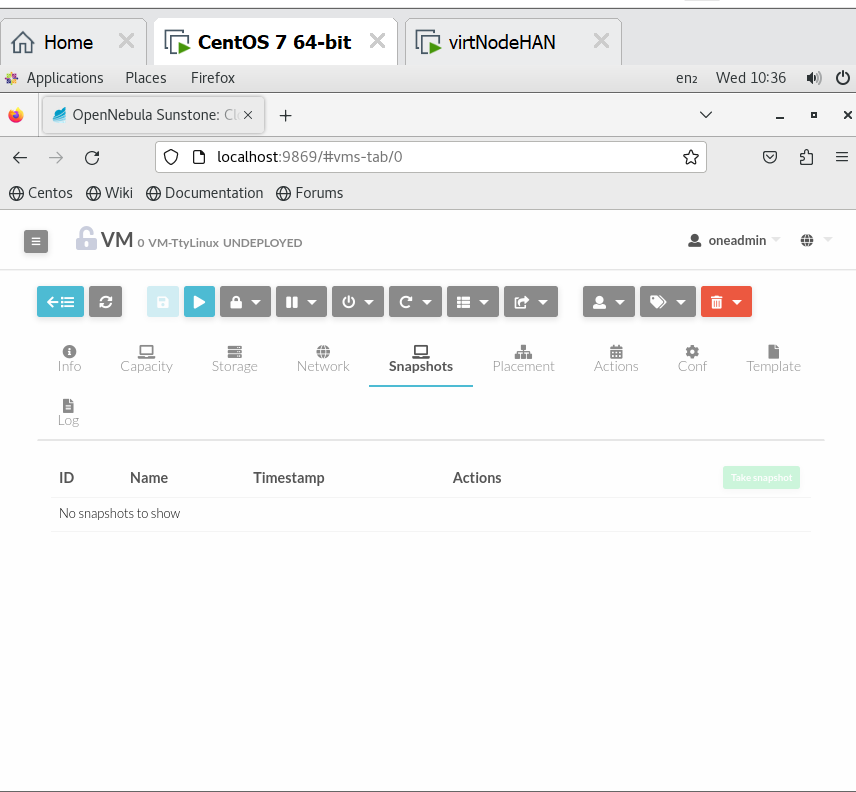 Home
CentOS 7 64-bit
virtNodeHAN
Applications Places Firefox en2 Wed 10:36
OpenNebula Sunstone: Cl
localhost:9869/#vms-tab/0
Centos Wiki Documentation Forums
VM 0 VM-TtyLinux UNDEPLOYED oneadmin
Info Capacity Storage Network Snapshots Placement Actions Conf Template
Log
ID Name Timestamp Actions Take snapshot
No snapshots to show